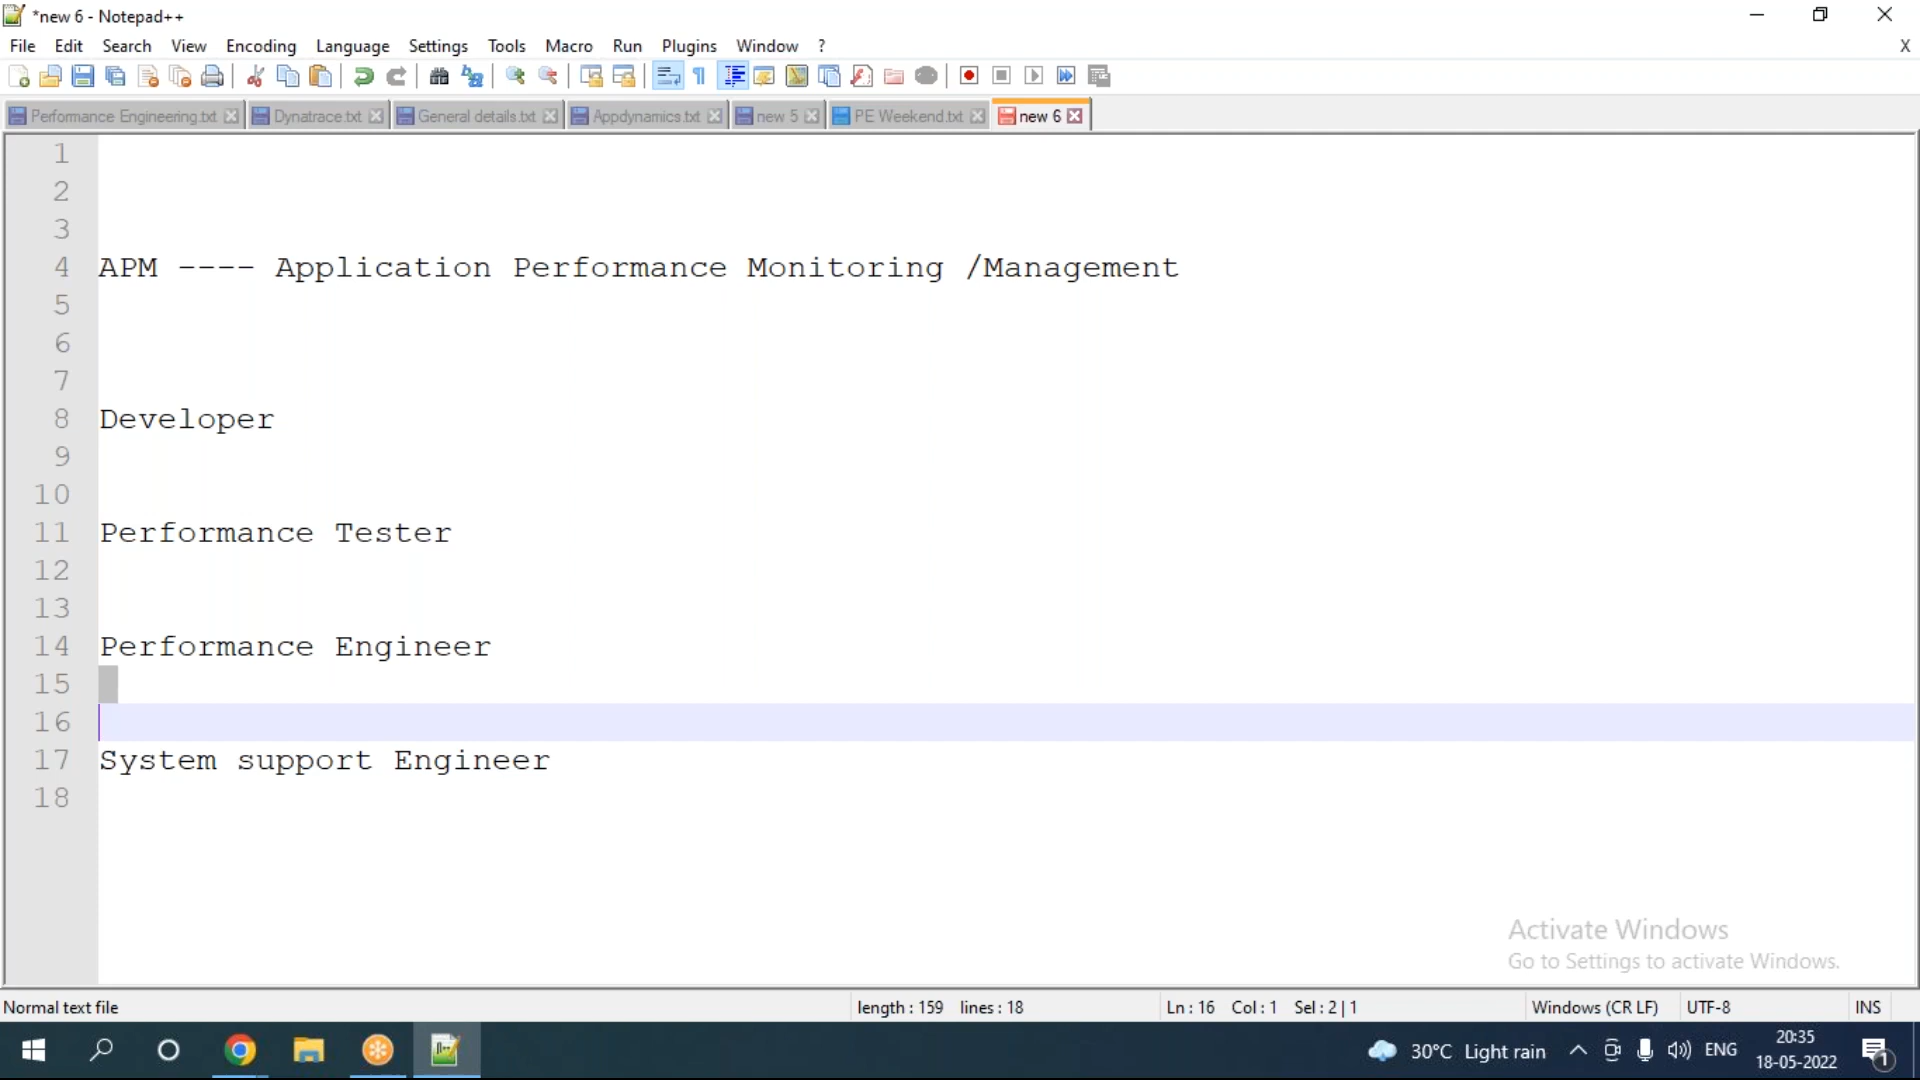 *new 6 - Notepad++
File Edit Search View Encoding Language Settings Tools Macro Run Plugins Window ? X
Performance Engineering.txt Dynatrace.txt General details.txt Appdynamics.txt new 5 PE Weekend.txt new 6
1
2
3
4 APM ---- Application Performance Monitoring /Management
5
6
7
8 Developer
9
10
11 Performance Tester
12
13
14 Performance Engineer
15
16
17 System support Engineer
18
Activate Windows
Go to Settings to activate Windows.
Normal text file length : 159 lines : 18 Ln : 16 Col : 1 Sel : 2 | 1 Windows (CR LF) UTF-8 INS
30°C Light rain ENG 20:35
18-05-2022 1